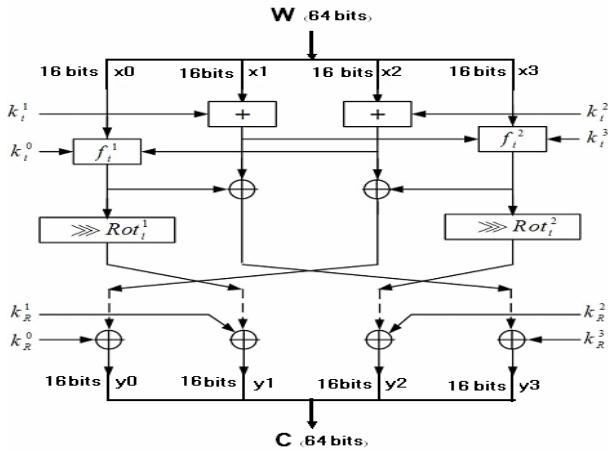 W (64 bits)
16 bits x0 16bits x1 16 bits x2 16 bits x3
k_t^1 + + k_t^2
k_t^0 f_t^1 f_t^2 k_t^3
⋙ Rot_t^1 ⋙ Rot_t^2
k_R^1 k_R^2
k_R^0 k_R^3
16bits y0 16bits y1 16bits y2 16 bits y3
C (64 bits)